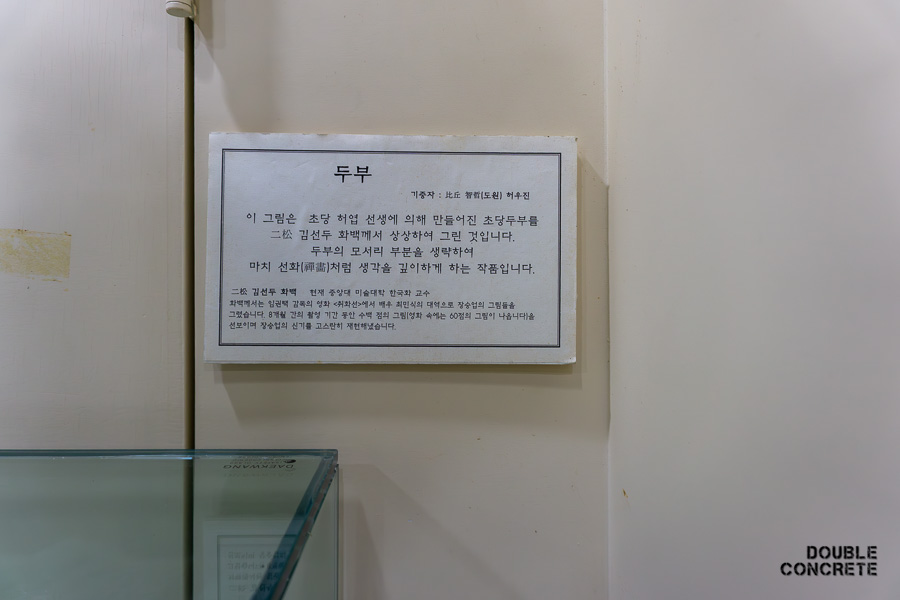 두부
기증자 : 比丘 智哲(도원) 허우진
이 그림은 초당 허엽 선생에 의해 만들어진 초당두부를
二松 김선두 화백께서 상상하여 그린 것입니다.
두부의 모서리 부분을 생략하여
마치 선화(禪畵)처럼 생각을 깊이하게 하는 작품입니다.
二松 김선두 화백 현재 중앙대 미술대학 한국화 교수
화백께서는 임권택 감독의 영화 <취화선>에서 배우 최민식의 대역으로 장승업의 그림들을
그렸습니다. 8개월 간의 촬영 기간 동안 수백 점의 그림(영화 속에는 60점의 그림이 나옵니다)을
선보이며 장승업의 신기를 고스란히 재현해냈습니다.
DAEKWANG
DOUBLE
CONCRETE